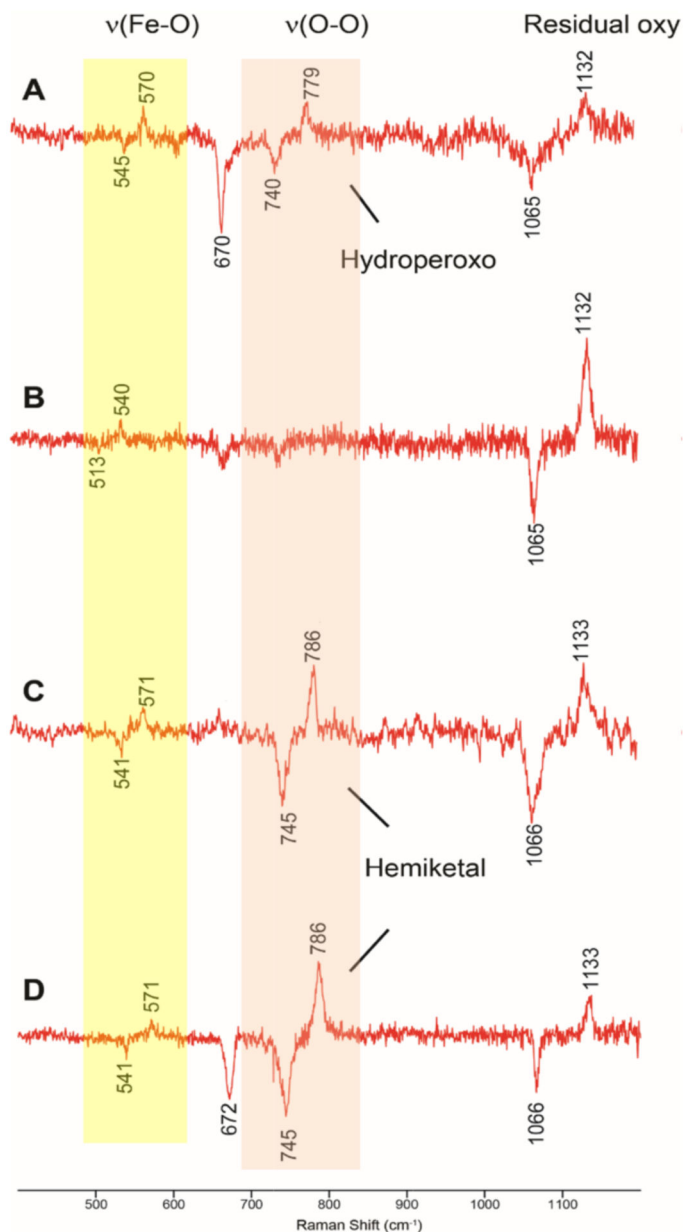 ν(Fe-O) ν(O-O) Residual oxy
A 570 779 1132
545 740 670 1065
Hydroperoxo
B 540 1132
513 1065
C 571 786 1133
541 745 1066
Hemiketal
D 571 786 1133
541 672 745 1066
500 600 700 800 900 1000 1100
Raman Shift (cm⁻¹)